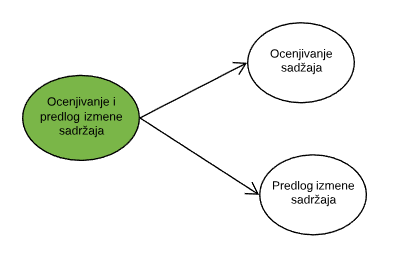 Ocenjivanje i
predlog izmene
sadržaja
Ocenjivanje
sadžaja
Predlog izmene
sadržaja